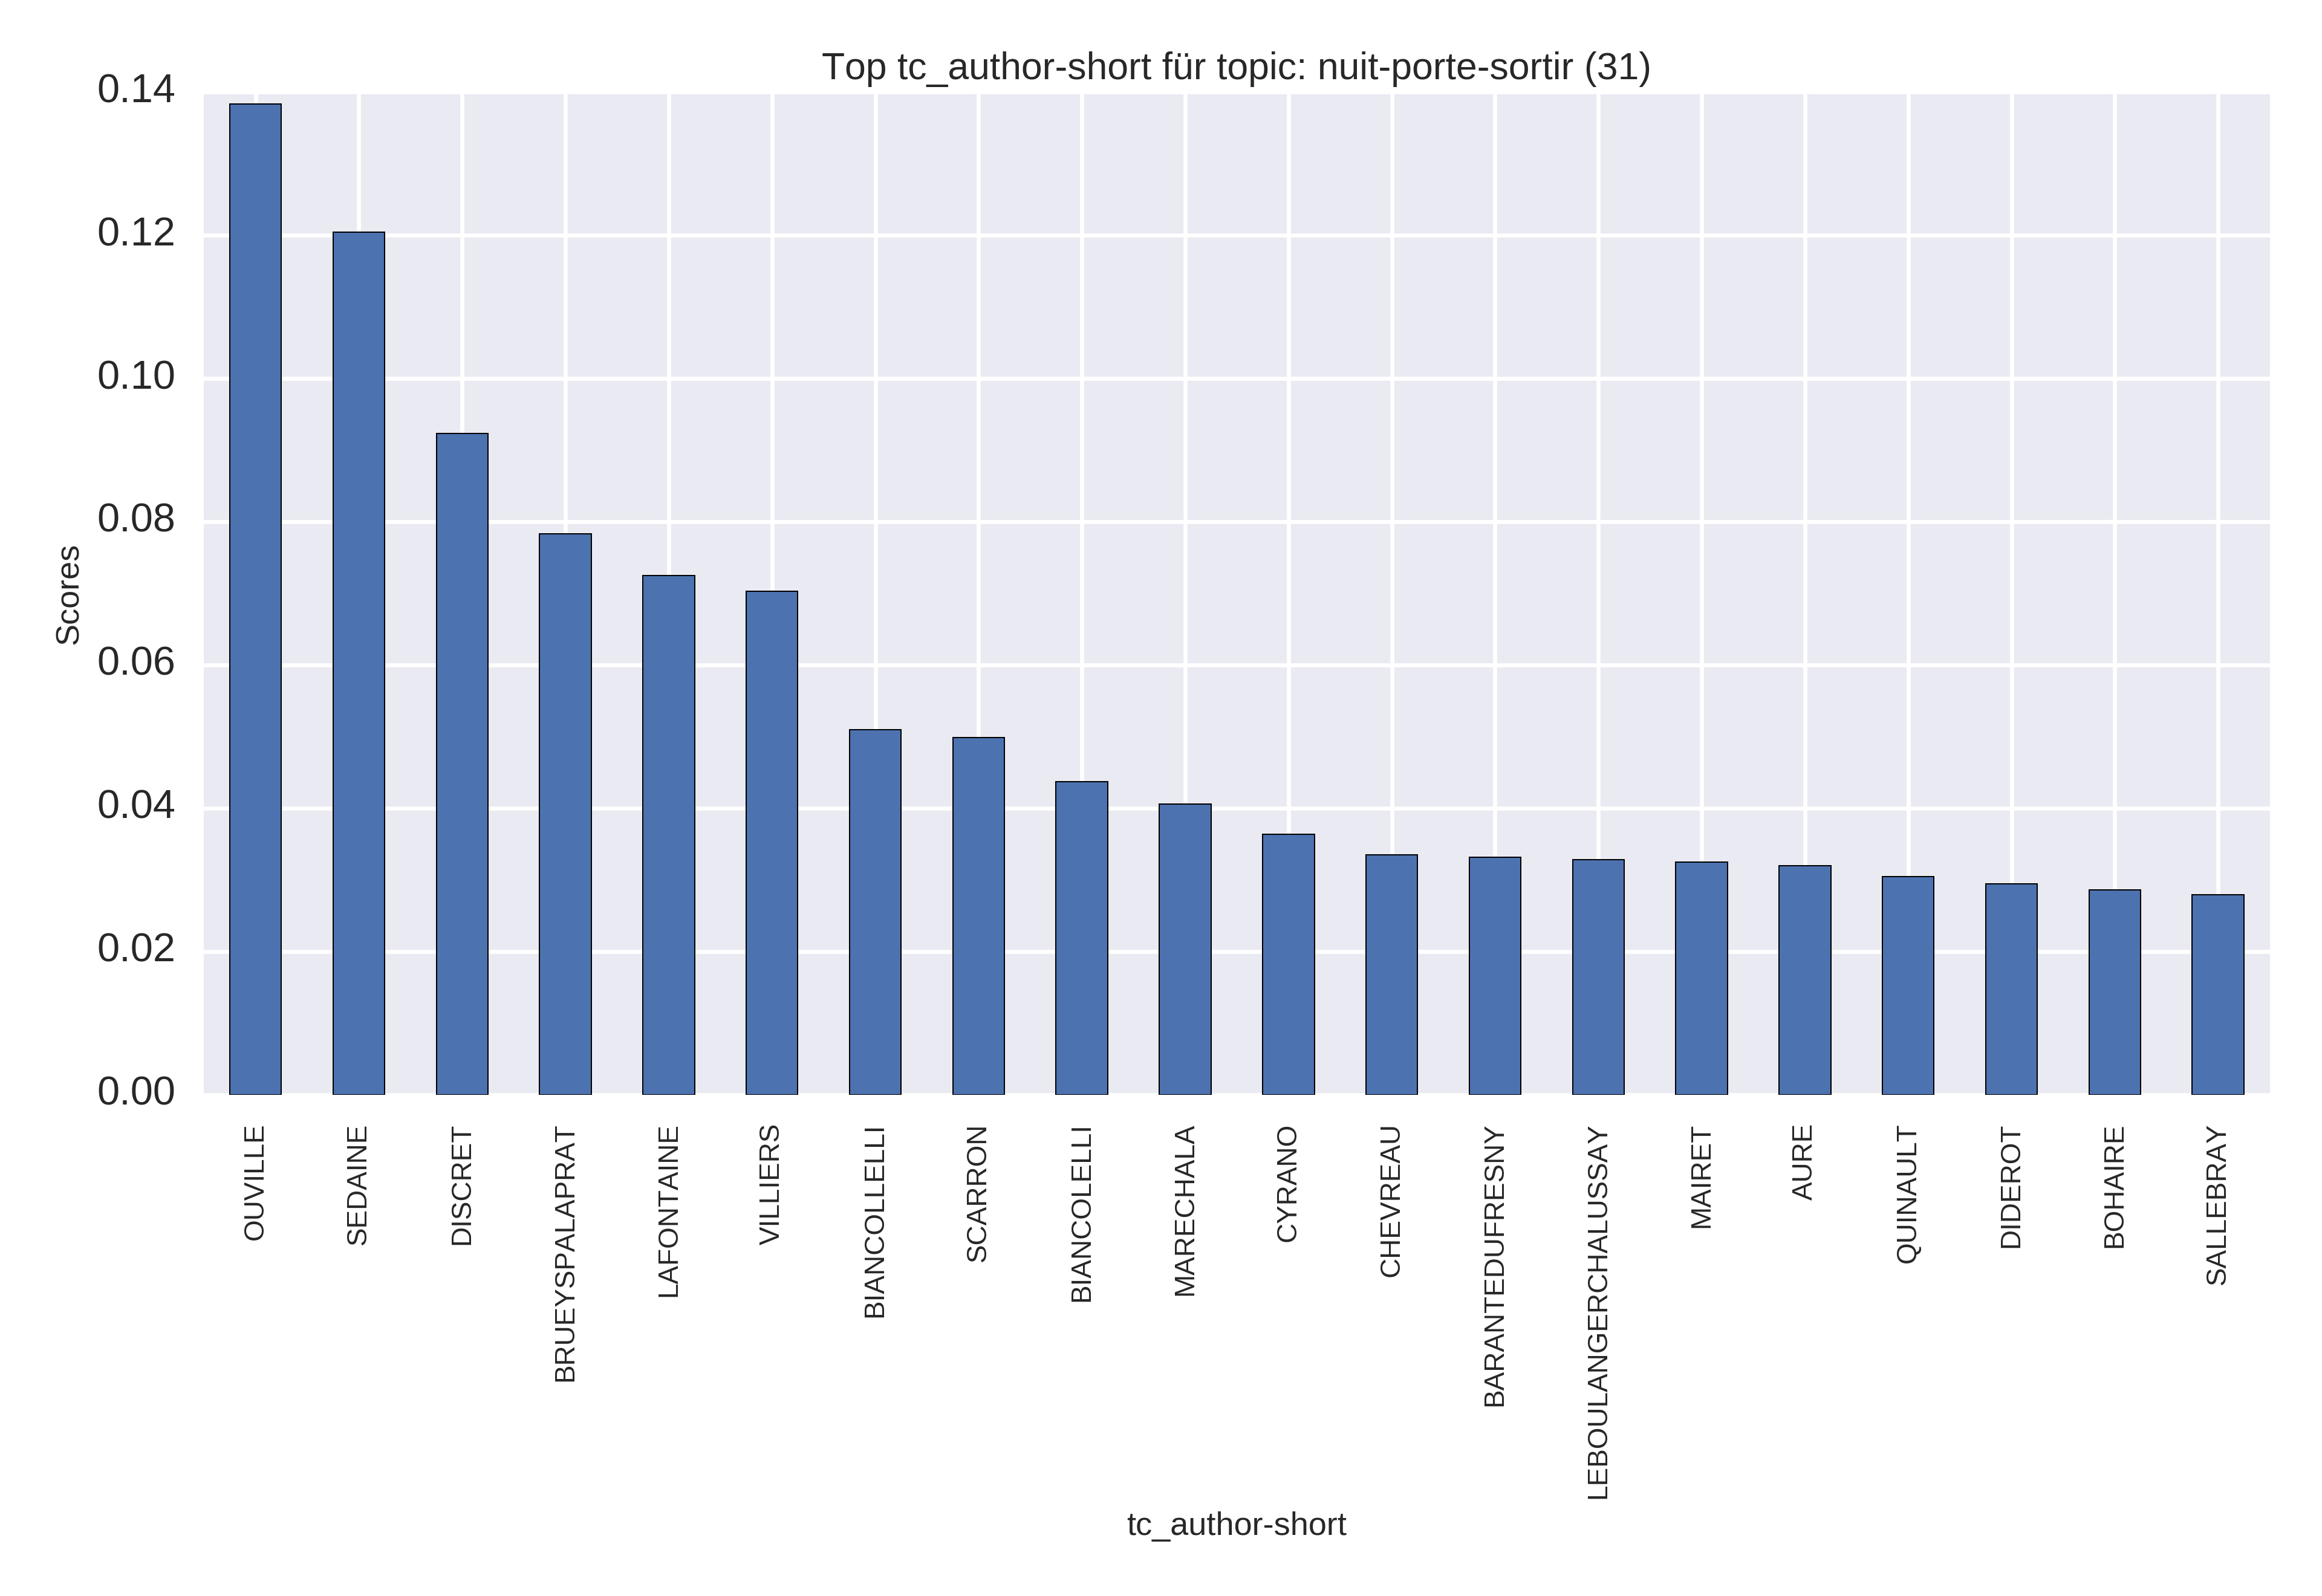 Top tc_author-short für topic: nuit-porte-sortir (31)
0.14
0.12
0.10
0.08
0.06
0.04
0.02
0.00
Scores
OUVILLE
SEDAINE
DISCRET
BRUEYSPALAPRAT
LAFONTAINE
VILLIERS
BIANCOLLELLI
SCARRON
BIANCOLELLI
MARECHALA
CYRANO
CHEVREAU
BARANTEDUFRESNY
LEBOULANGERCHALUSSAY
MAIRET
AURE
QUINAULT
DIDEROT
BOHAIRE
SALLEBRAY
tc_author-short